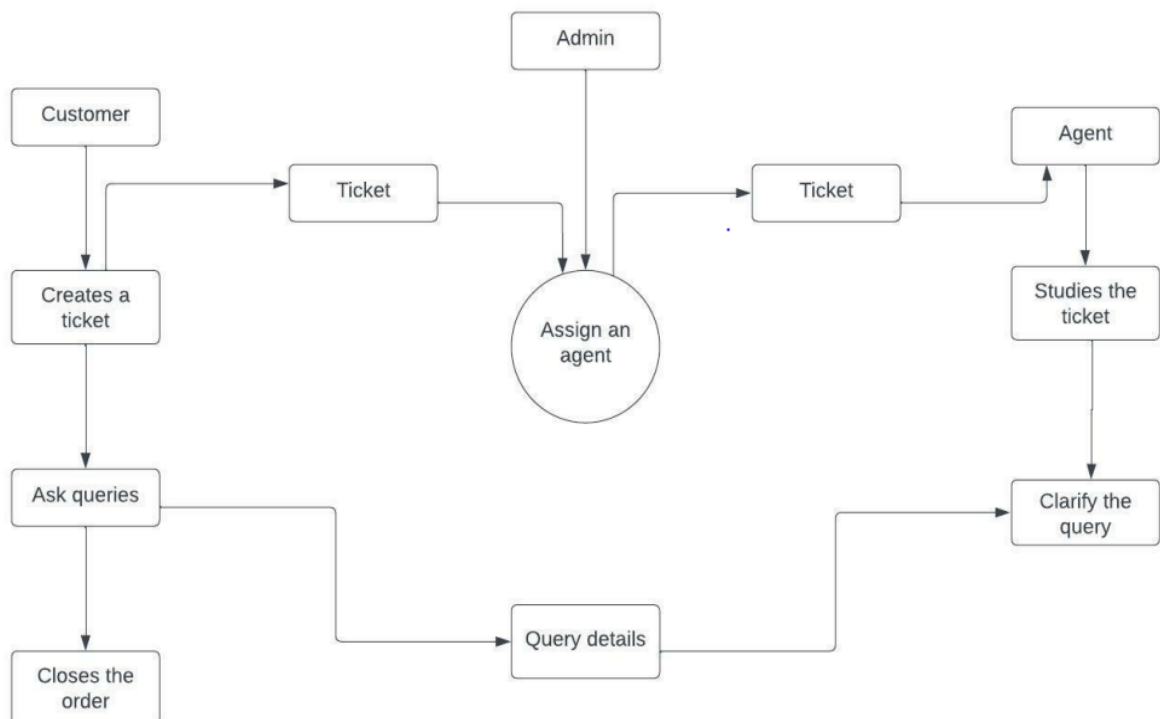 Admin
Customer
Agent
Ticket
Ticket
Creates a
ticket
Assign an
agent
Studies the
ticket
Ask queries
Clarify the
query
Query details
Closes the
order